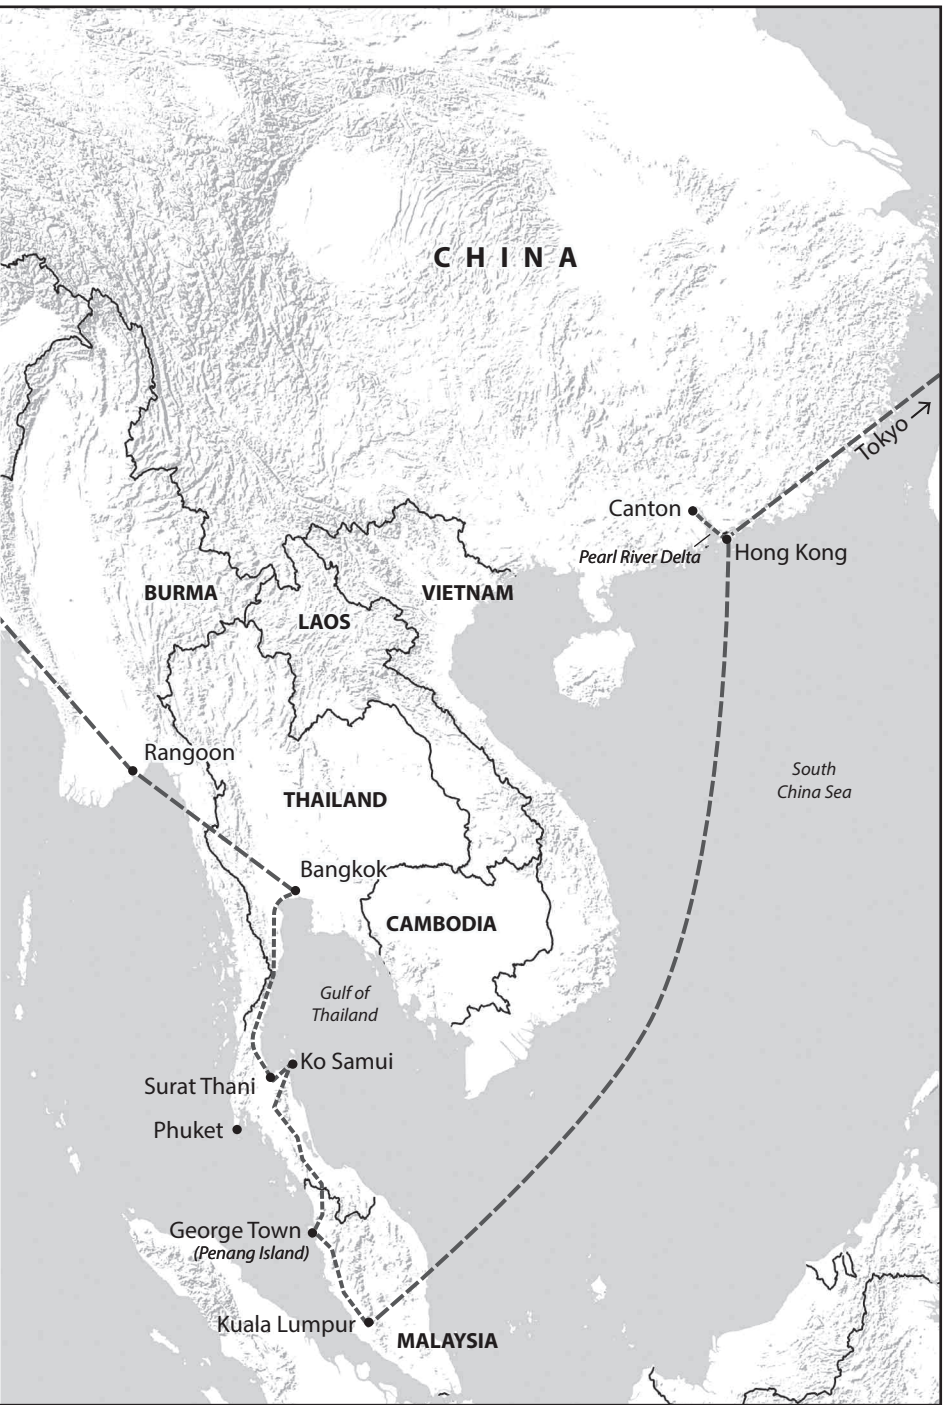 CHINA
Tokyo
Canton
Pearl River Delta
Hong Kong
BURMA
VIETNAM
LAOS
Rangoon
South
China Sea
THAILAND
Bangkok
CAMBODIA
Gulf of
Thailand
Ko Samui
Surat Thani
Phuket
George Town
(Penang Island)
Kuala Lumpur
MALAYSIA